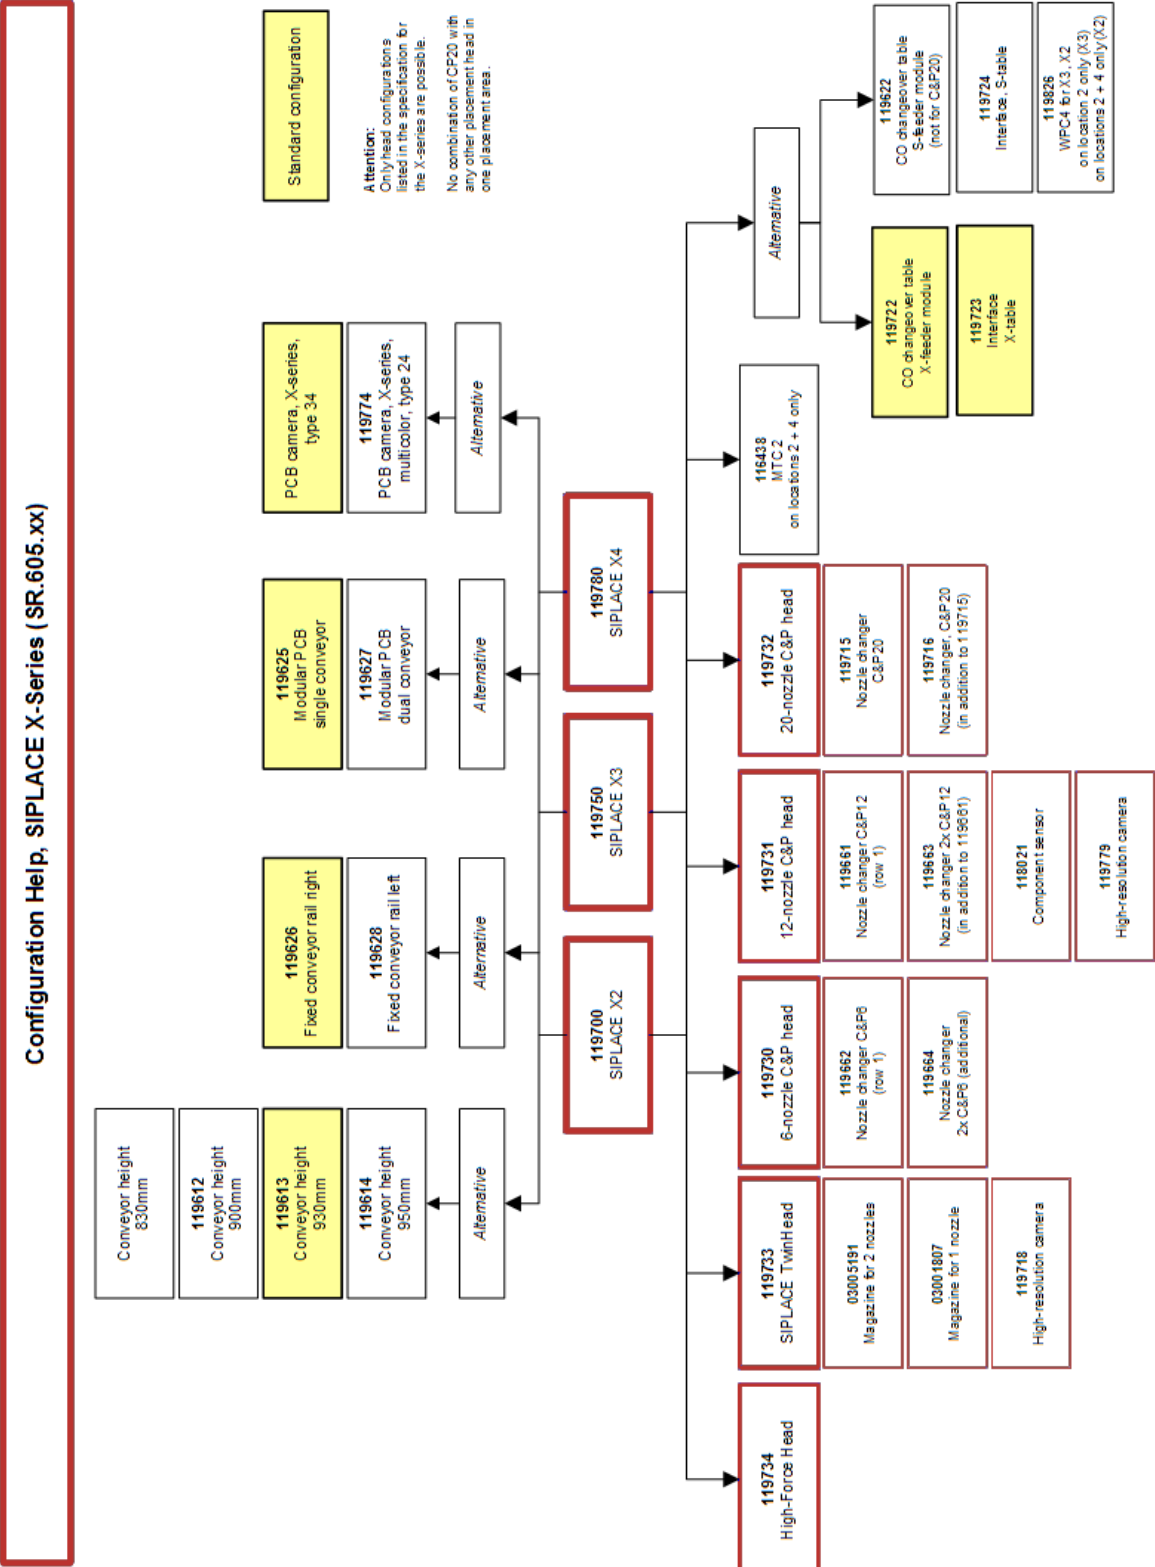 Configuration Help, SIPLACE X-Series (SR.605.xx)
Conveyor height
830mm
119612
Conveyor height
900mm
119613
Conveyor height
930mm
119614
Conveyor height
950mm
Alternative
119626
Fixed conveyor rail right
119628
Fixed conveyor rail left
Alternative
119625
Modular PCB
single conveyor
119627
Modular PCB
dual conveyor
Alternative
PCB camera, X-series,
type 34
119774
PCB camera, X-series,
multicolor, type 24
Alternative
Standard configuration
Attention:
Only head configurations
listed in the specification for
the X-series are possible.
No combination of CP20 with
any other placement head in
one placement area.
119700
SIPLACE X2
119750
SIPLACE X3
119780
SIPLACE X4
119734
High-Force Head
119733
SIPLACE TwinHead
03005191
Magazine for 2 nozzles
03001807
Magazine for 1 nozzle
119718
High-resolution camera
119730
6-nozzle C&P head
119662
Nozzle changer C&P6
(row 1)
119664
Nozzle changer
2x C&P6 (additional)
119731
12-nozzle C&P head
119661
Nozzle changer C&P12
(row 1)
119663
Nozzle changer 2x C&P12
(in addition to 119661)
118021
Component sensor
119779
High-resolution camera
119732
20-nozzle C&P head
119715
Nozzle changer
C&P20
119716
Nozzle changer, C&P20
(in addition to 119715)
116438
MTC2
on locations 2 + 4 only
Alternative
119722
CO changeover table
X-feeder module
119723
Interface
X-table
119622
CO changeover table
S-feeder module
(not for C&P20)
119724
Interface, S-table
119826
WPC4 for X3, X2
on location 2 only (X3)
on locations 2 + 4 only (X2)